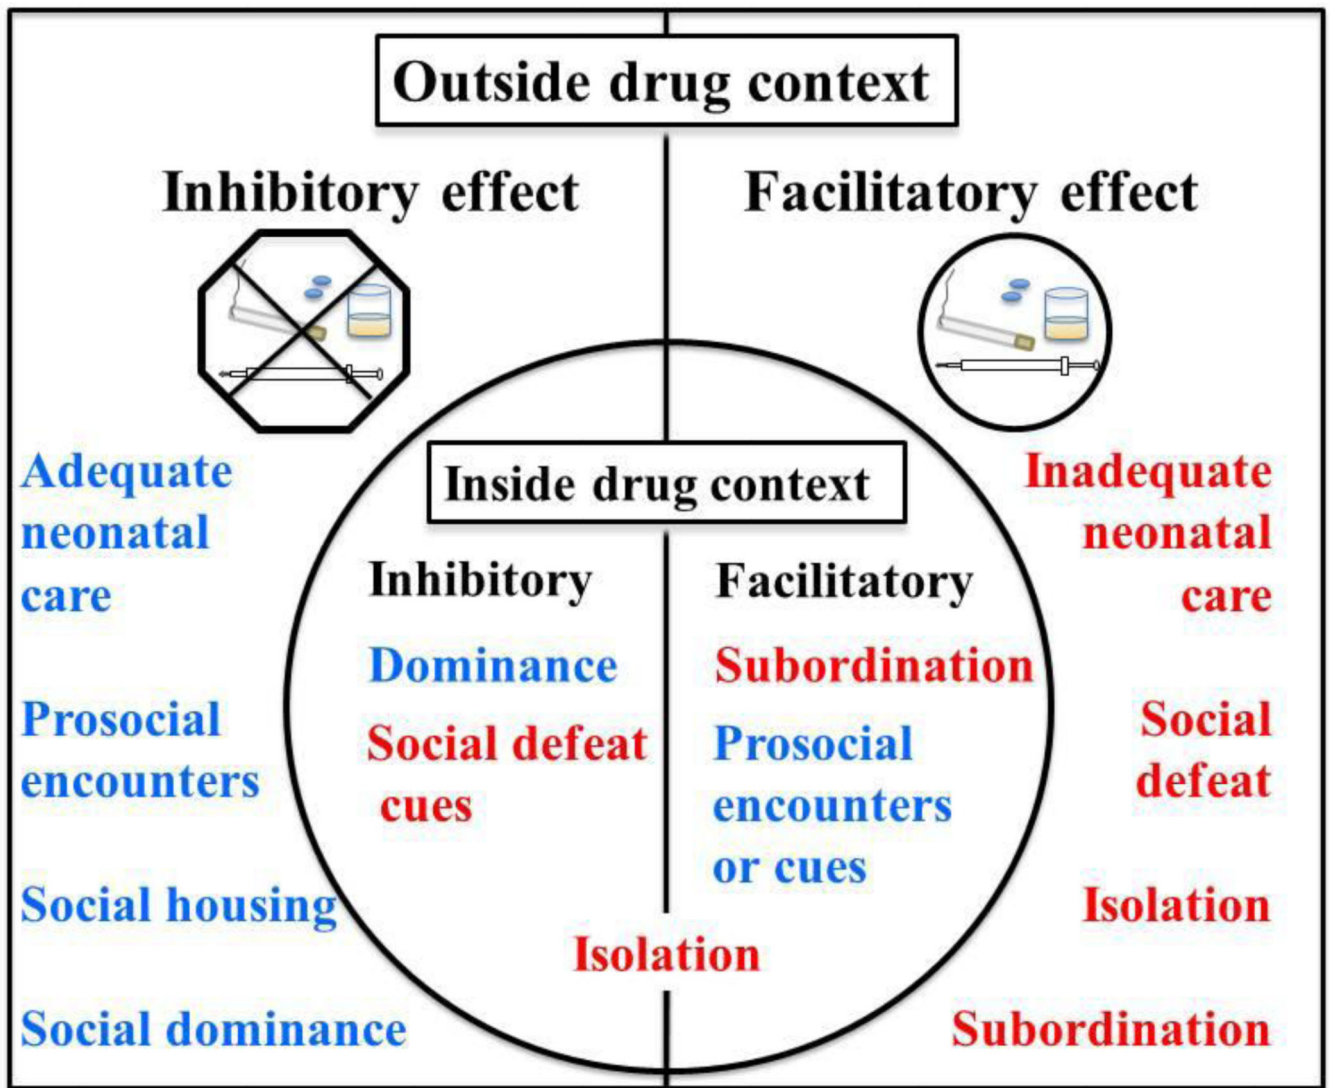 Outside drug context
Inhibitory effect
Facilitatory effect
Adequate
neonatal
care
Prosocial
encounters
Social housing
Social dominance
Inside drug context
Inhibitory
Dominance
Social defeat
cues
Facilitatory
Subordination
Prosocial
encounters
or cues
Isolation
Inadequate
neonatal
care
Social
defeat
Isolation
Subordination